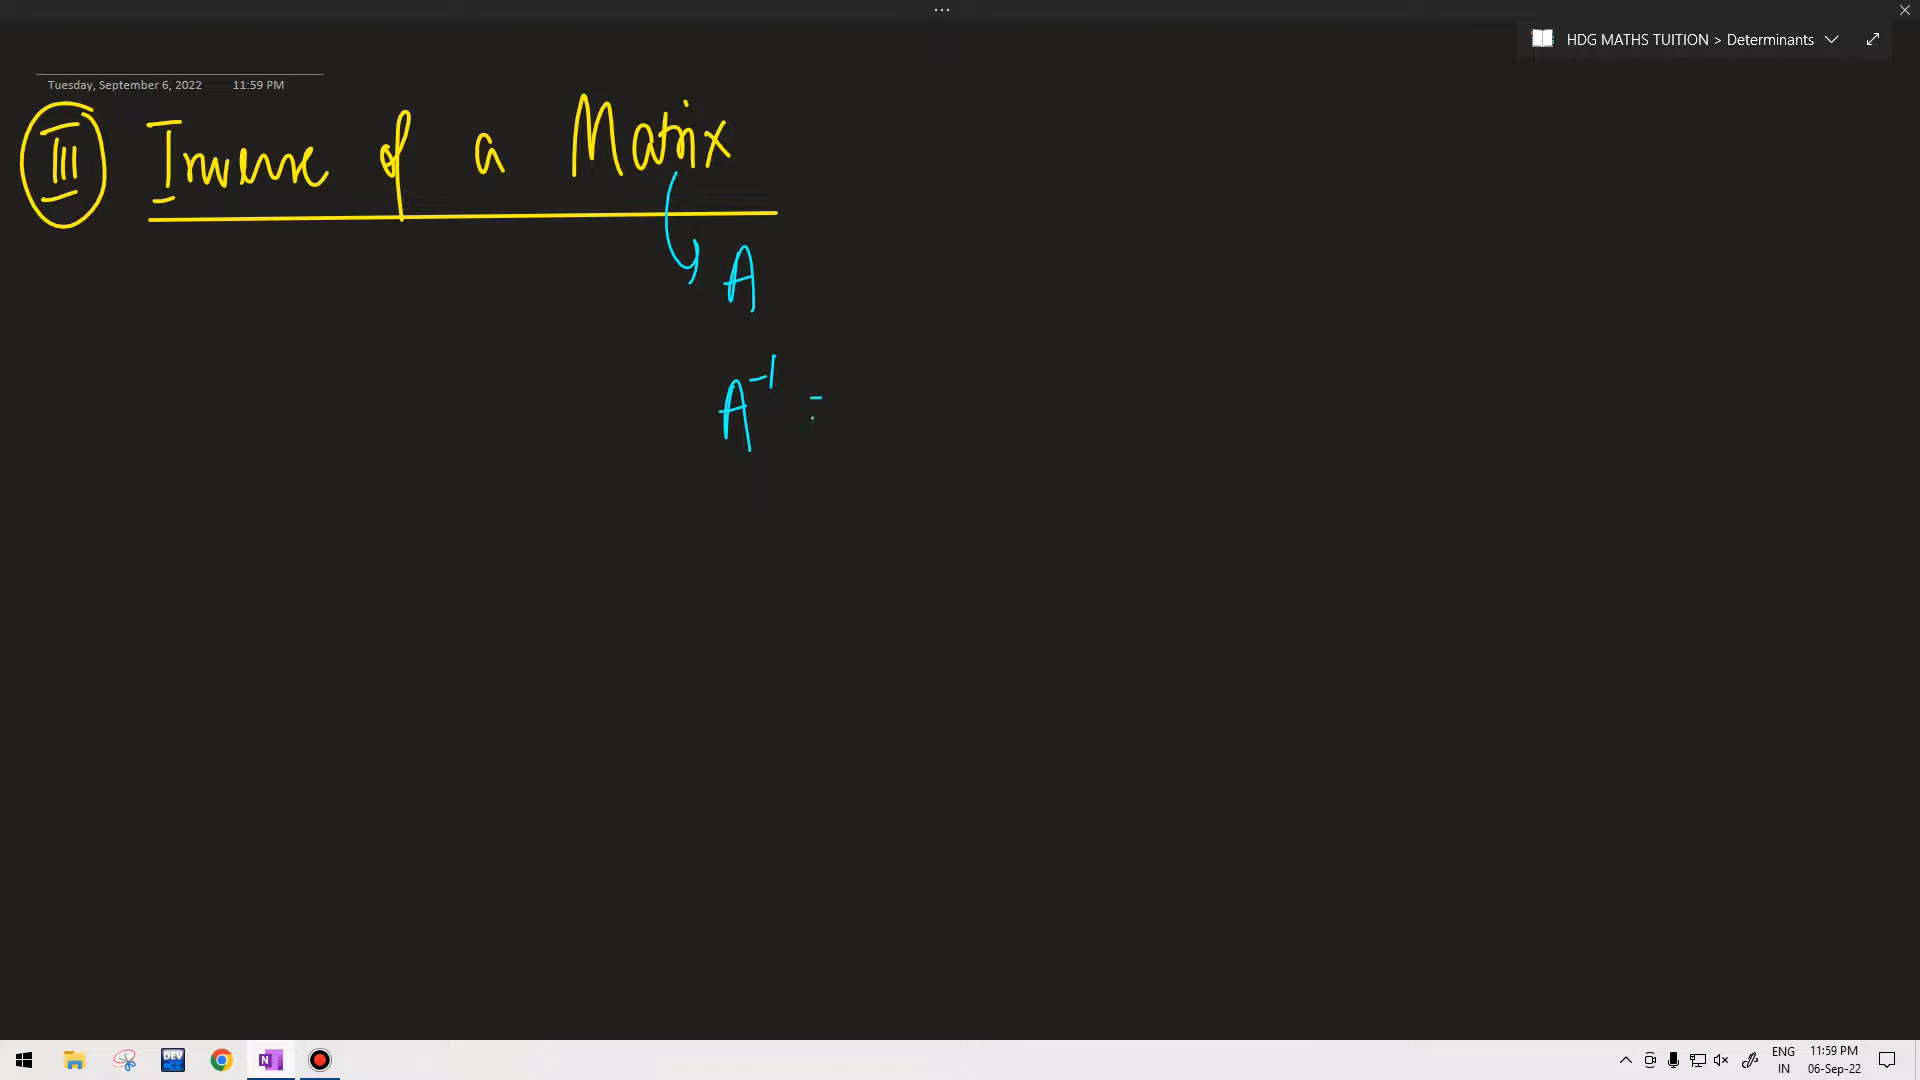 ...
HDG MATHS TUITION > Determinants
Tuesday, September 6, 2022 11:59 PM
III Inverse of a Matrix
A
A⁻¹ =
DEV
N
ENG 11:59 PM
IN 06-Sep-22